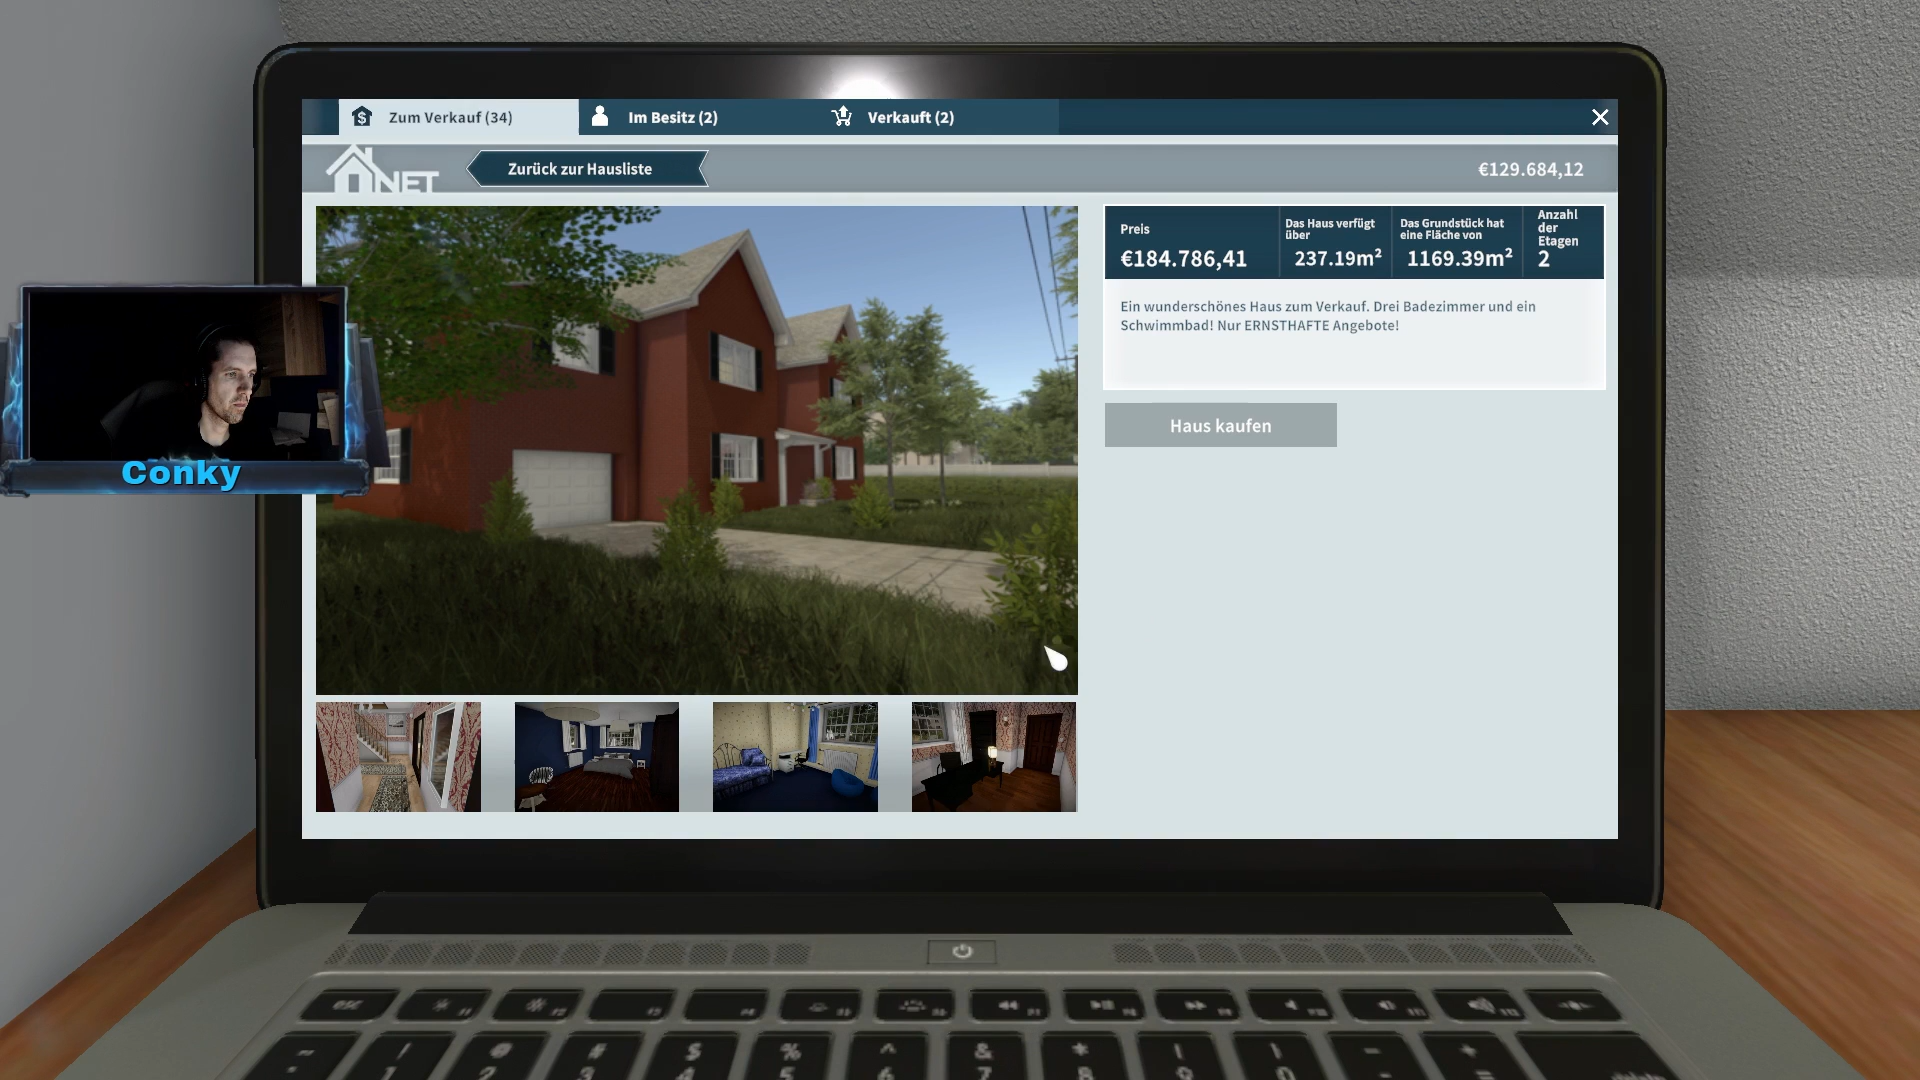 Zum Verkauf (34)
Im Besitz (2)
Verkauft (2)
NET
Zurück zur Hausliste
€129.684,12
Preis
€184.786,41
Das Haus verfügt
über
237.19m²
Das Grundstück hat
eine Fläche von
1169.39m²
Anzahl
der
Etagen
2
Ein wunderschönes Haus zum Verkauf. Drei Badezimmer und ein
Schwimmbad! Nur ERNSTHAFTE Angebote!
Haus kaufen
Conky
esc